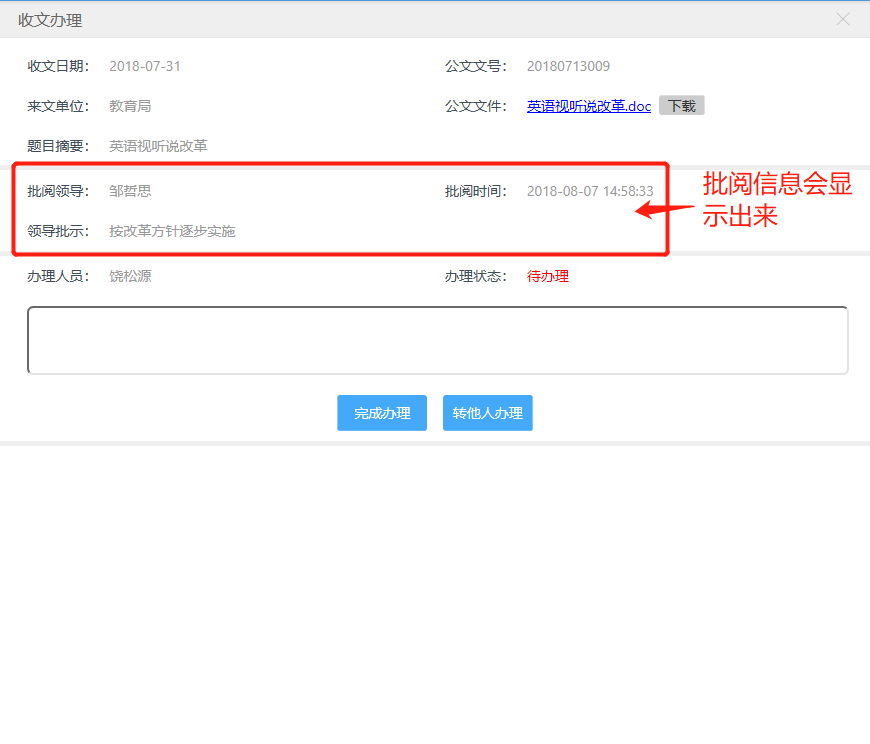 收文办理
收文日期： 2018-07-31 公文文号： 20180713009
来文单位： 教育局 公文文件： 英语视听说改革.doc 下载
题目摘要： 英语视听说改革
批阅领导： 邹哲思 批阅时间： 2018-08-07 14:58:33
领导批示： 按改革方针逐步实施
批阅信息会显
示出来
办理人员： 饶松源 办理状态： 待办理
完成办理 转他人办理